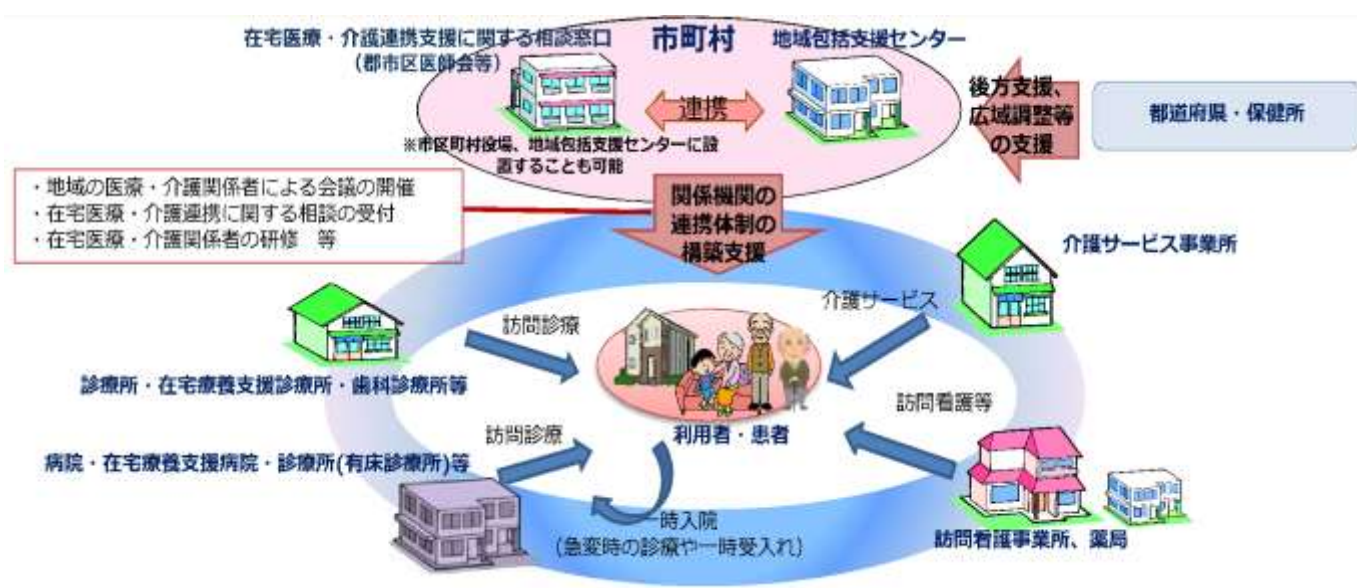 在宅医療・介護連携支援に関する相談窓口
(郡市区医師会等)
市町村
地域包括支援センター
連携
※市区町村役場、地域包括支援センターに設
置することも可能
後方支援、
広域調整等
の支援
都道府県・保健所
・地域の医療・介護関係者による会議の開催
・在宅医療・介護連携に関する相談の受付
・在宅医療・介護関係者の研修 等
関係機関の
連携体制の
構築支援
介護サービス事業所
介護サービス
訪問診療
診療所・在宅療養支援診療所・歯科診療所等
利用者・患者
訪問看護等
訪問診療
病院・在宅療養支援病院・診療所(有床診療所)等
一時入院
(急変時の診療や一時受入れ)
訪問看護事業所、薬局